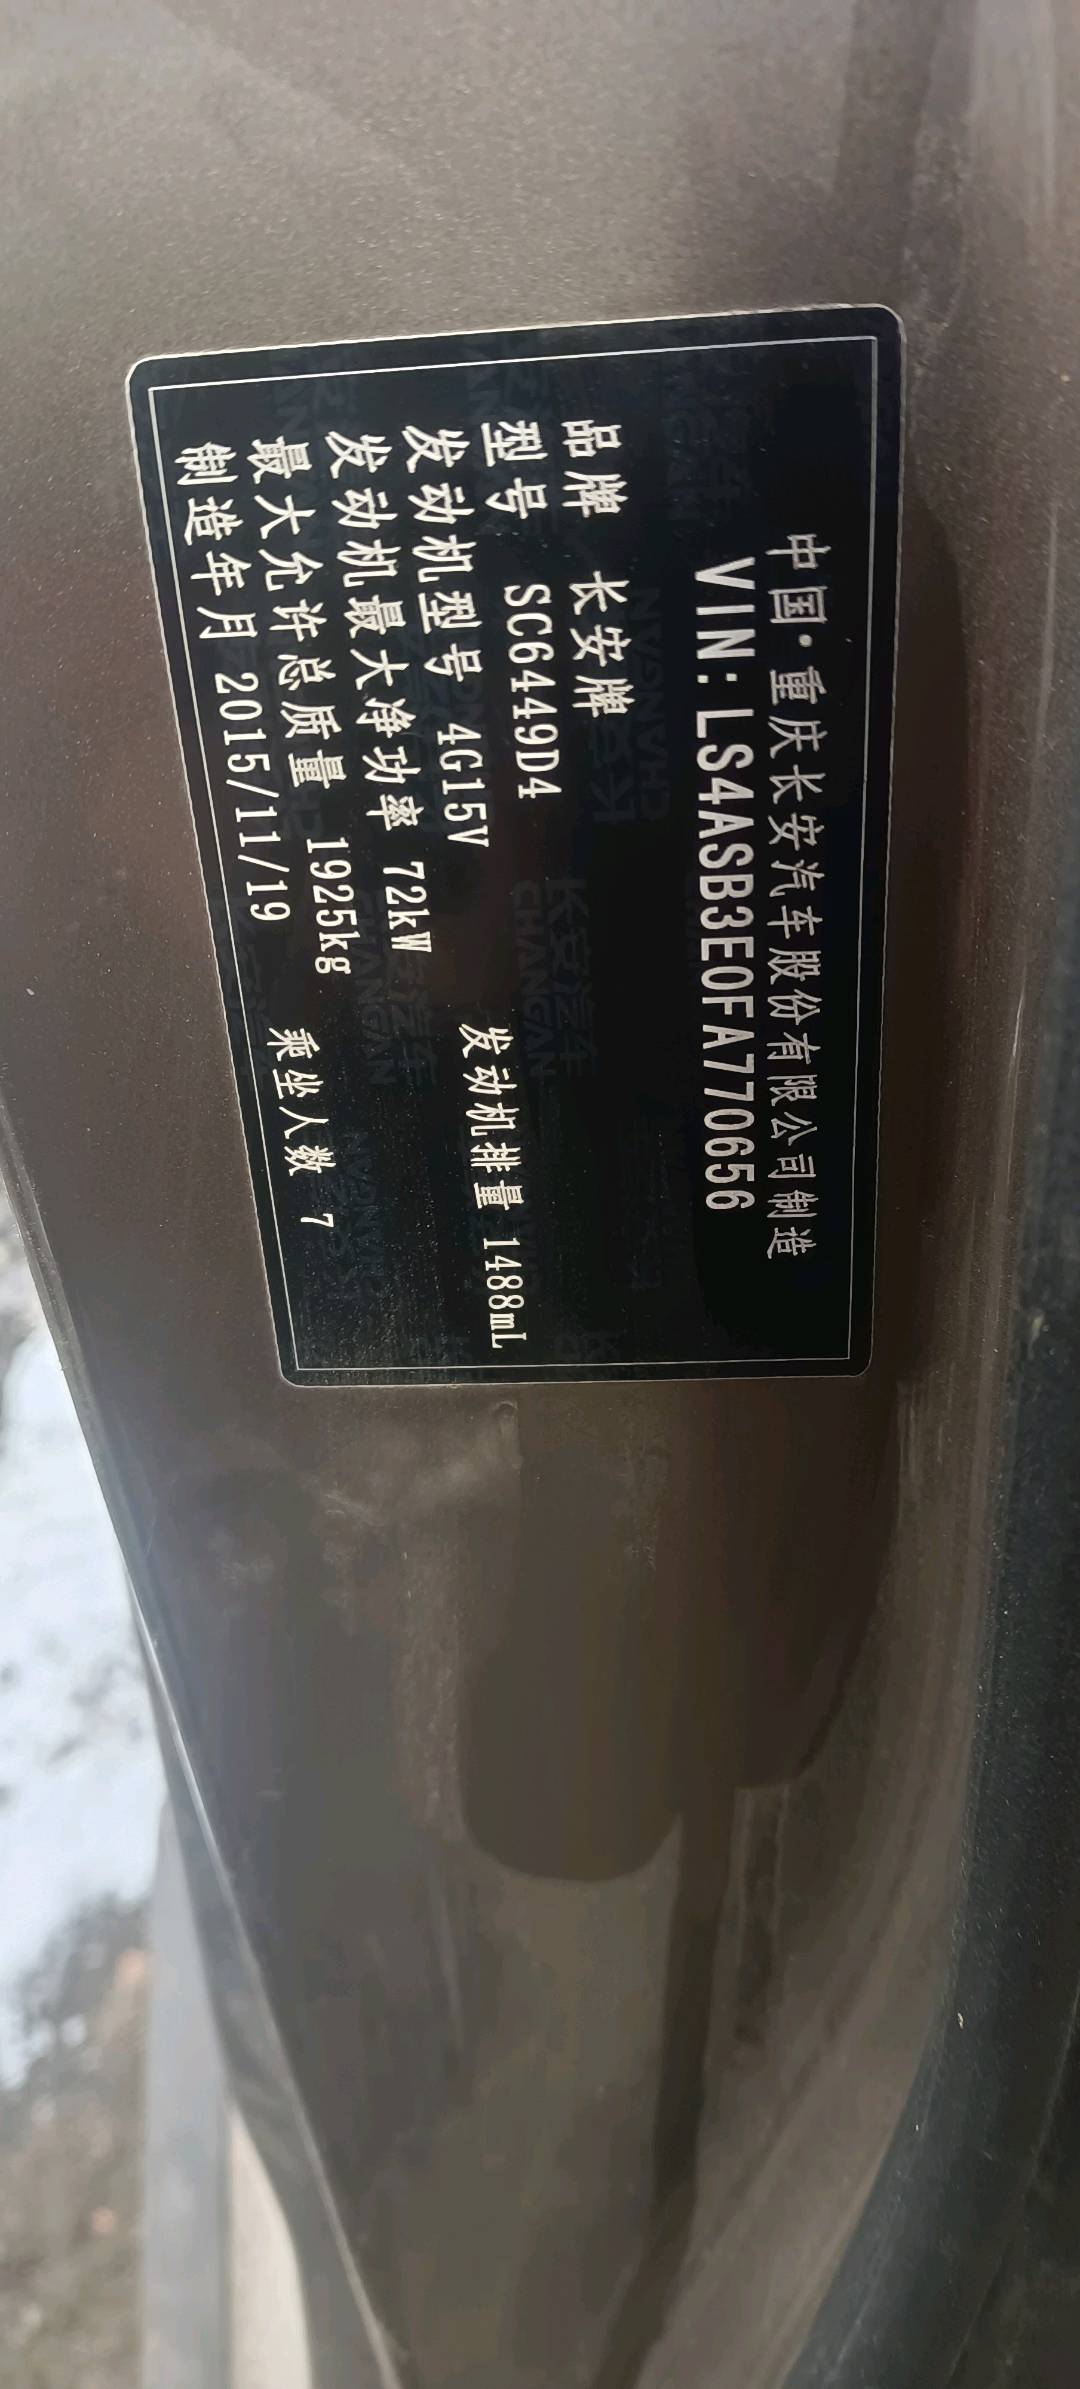 中国·重庆长安汽车股份有限公司制造
VIN:LS4ASB3E0FA770656
品牌 长安牌
型号 SC6449D4
发动机型号 4G15V 发动机排量 1488mL
发动机最大净功率 72kW
最大允许总质量 1925kg
制造年月 2015/11/19 乘坐人数 7